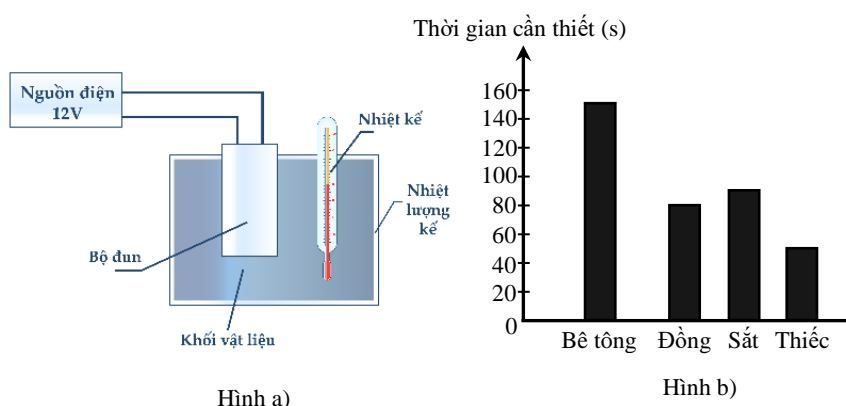 Thời gian cần thiết (s)
Nguồn điện
12V
Nhiệt kế
Nhiệt
lượng
kế
Bộ đun
Khối vật liệu
Hình a)
160
140
120
100
80
60
40
20
0
Bê tông Đồng Sắt Thiếc
Hình b)